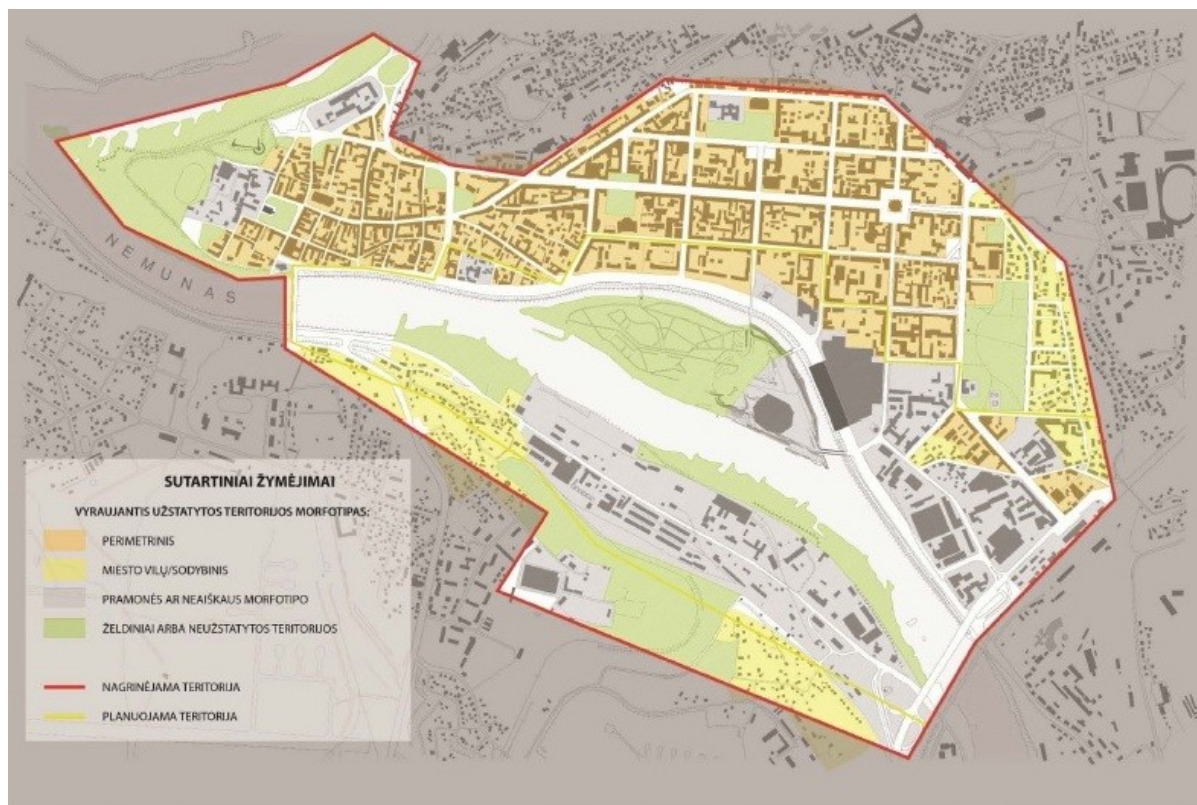 NEMUNAS
SUTARTINIAI ŽYMĖJIMAI
VYRAUJANTIS UŽSTATYTOS TERITORIJOS MORFOTIPAS:
PERIMETRINIS
MIESTO VILŲ/SODYBINIS
PRAMONĖS AR NEAIŠKAUS MORFOTIPO
ŽELDINIAI ARBA NEUŽSTATYTOS TERITORIJOS
NAGRINĖJAMA TERITORIJA
PLANUOJAMA TERITORIJA